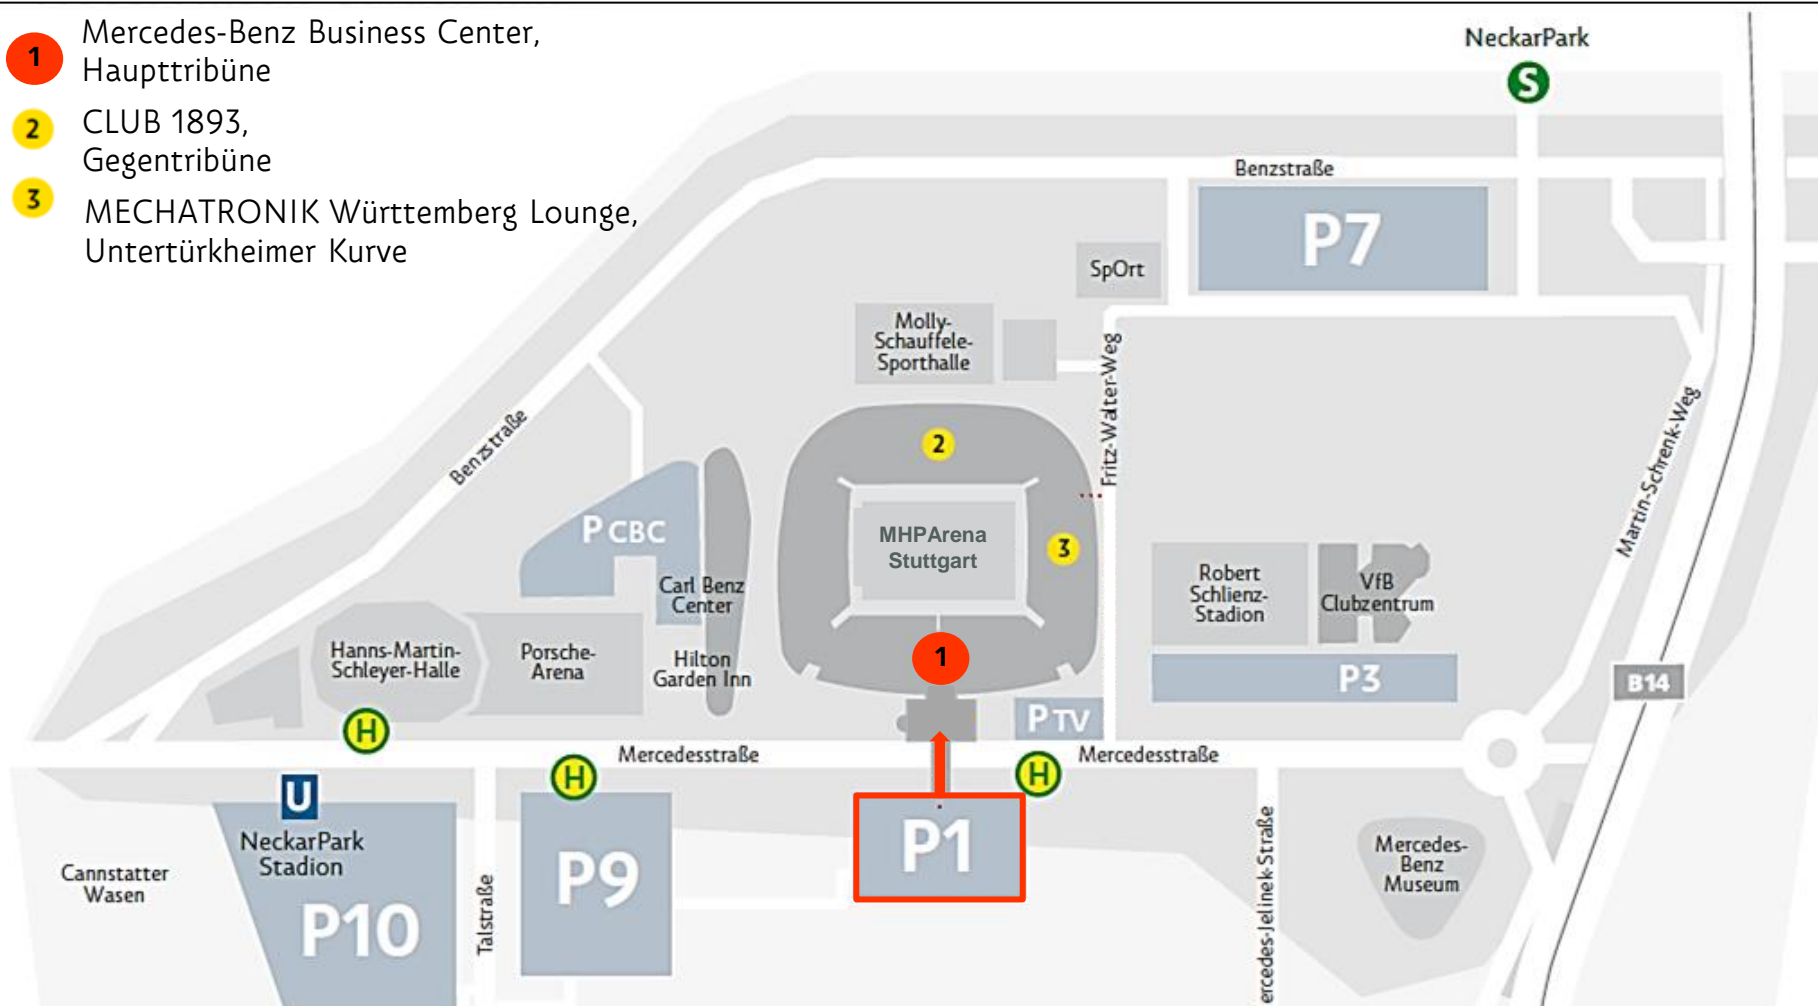 1
Mercedes-Benz Business Center,
Haupttribüne
2
CLUB 1893,
Gegentribüne
3
MECHATRONIK Württemberg Lounge,
Untertürkheimer Kurve
NeckarPark
S
Benzstraße
P7
SpOrt
Molly-
Schauffele-
Sporthalle
Fritz-Walter-Weg
Martin-Schrenk-Weg
Benzstraße
2
MHPArena
Stuttgart
3
P CBC
Carl Benz
Center
Robert
Schlienz-
Stadion
VfB
Clubzentrum
Hanns-Martin-
Schleyer-Halle
Porsche-
Arena
Hilton
Garden Inn
1
P3
B14
P TV
H
Mercedesstraße
Mercedesstraße
H
H
U
NeckarPark
Stadion
P10
Cannstatter
Wasen
Talstraße
P9
P1
ercedes-Jelinek-Straße
Mercedes-
Benz
Museum